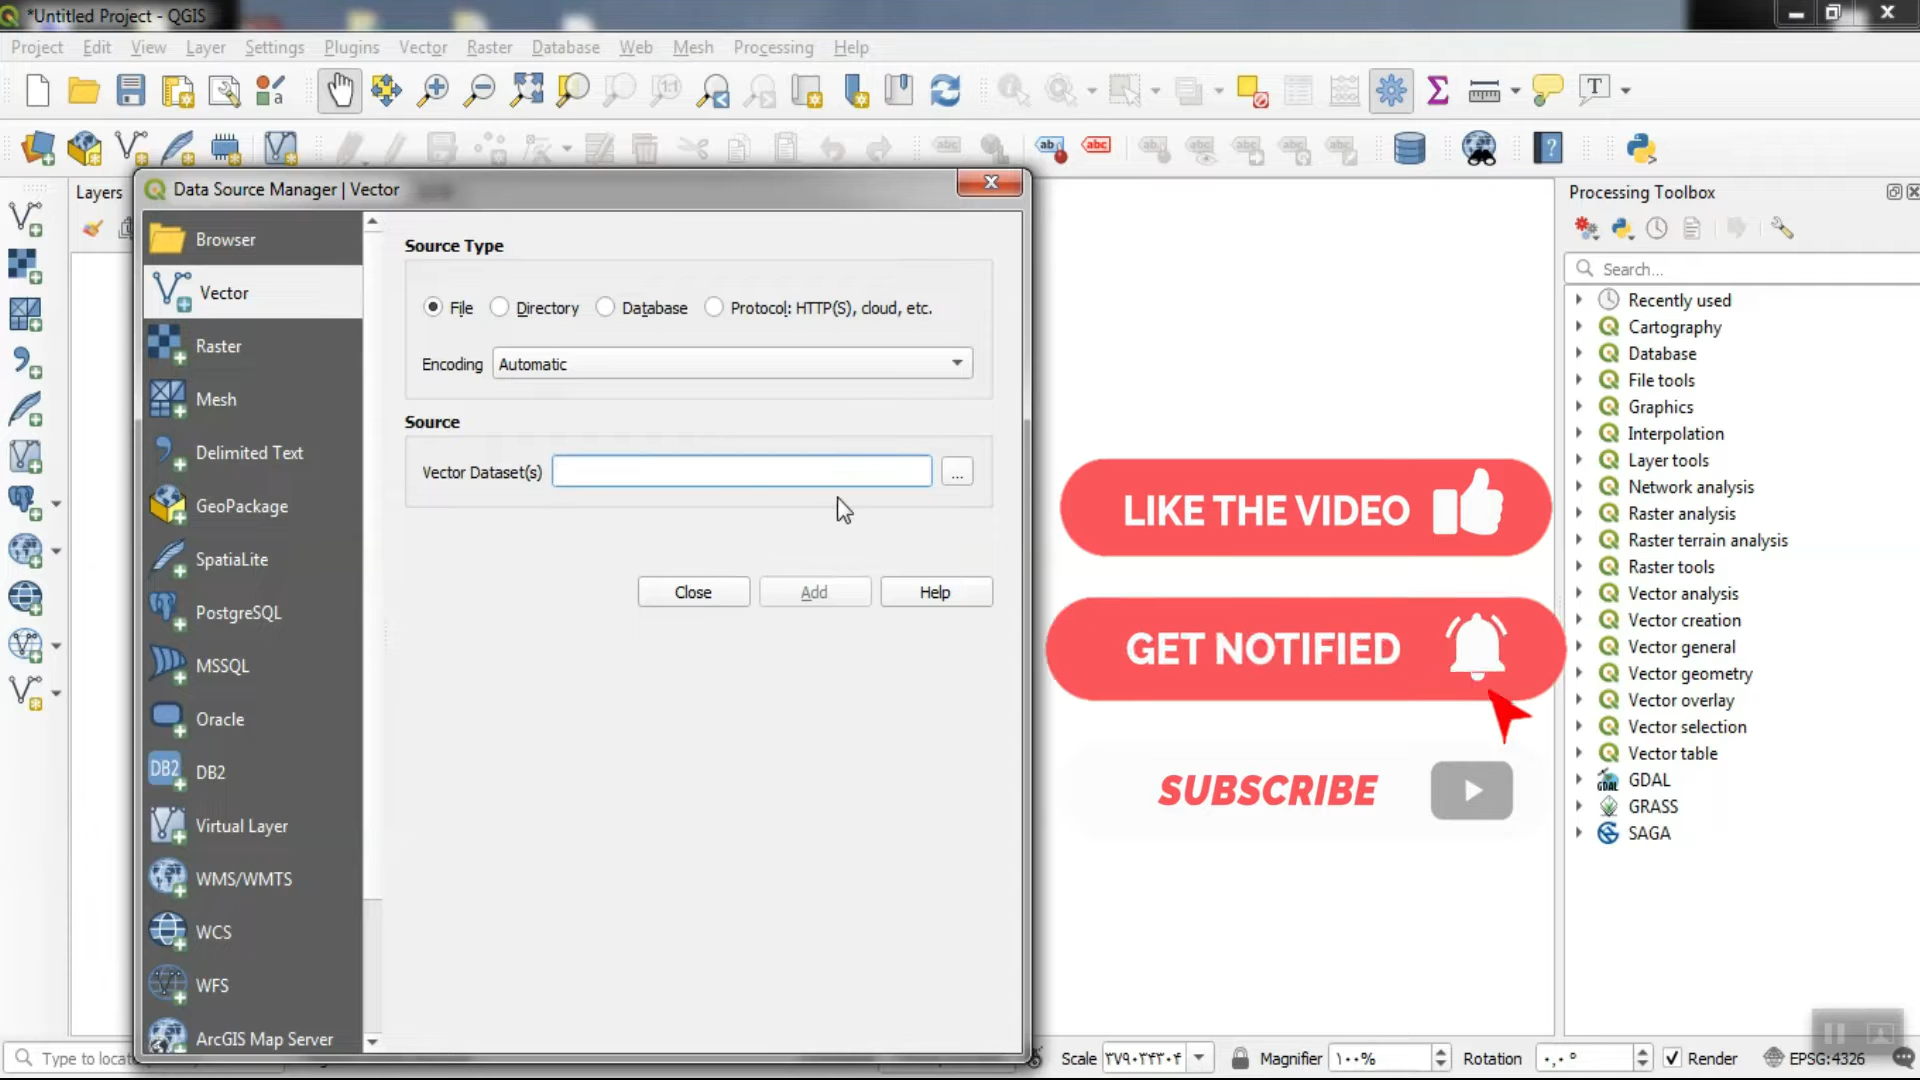 *Untitled Project - QGIS
Project Edit View Layer Settings Plugins Vector Raster Database Web Mesh Processing Help
Layers
Data Source Manager | Vector
Browser
Vector
Raster
Mesh
Delimited Text
GeoPackage
SpatiaLite
PostgreSQL
MSSQL
Oracle
DB2
DB2
Virtual Layer
WMS/WMTS
WCS
WFS
ArcGIS Map Server
Source Type
File Directory Database Protocol: HTTP(S), cloud, etc.
Encoding Automatic
Source
Vector Dataset(s) ...
Close Add Help
LIKE THE VIDEO
GET NOTIFIED
SUBSCRIBE
Processing Toolbox
Search...
Recently used
Cartography
Database
File tools
Graphics
Interpolation
Layer tools
Network analysis
Raster analysis
Raster terrain analysis
Raster tools
Vector analysis
Vector creation
Vector general
Vector geometry
Vector overlay
Vector selection
Vector table
GDAL
GRASS
SAGA
Type to locat
Scale ۲۷۹۰۳۴۳۰۴ Magnifier ۱۰۰% Rotation ۰٫۰ ° Render EPSG:4326